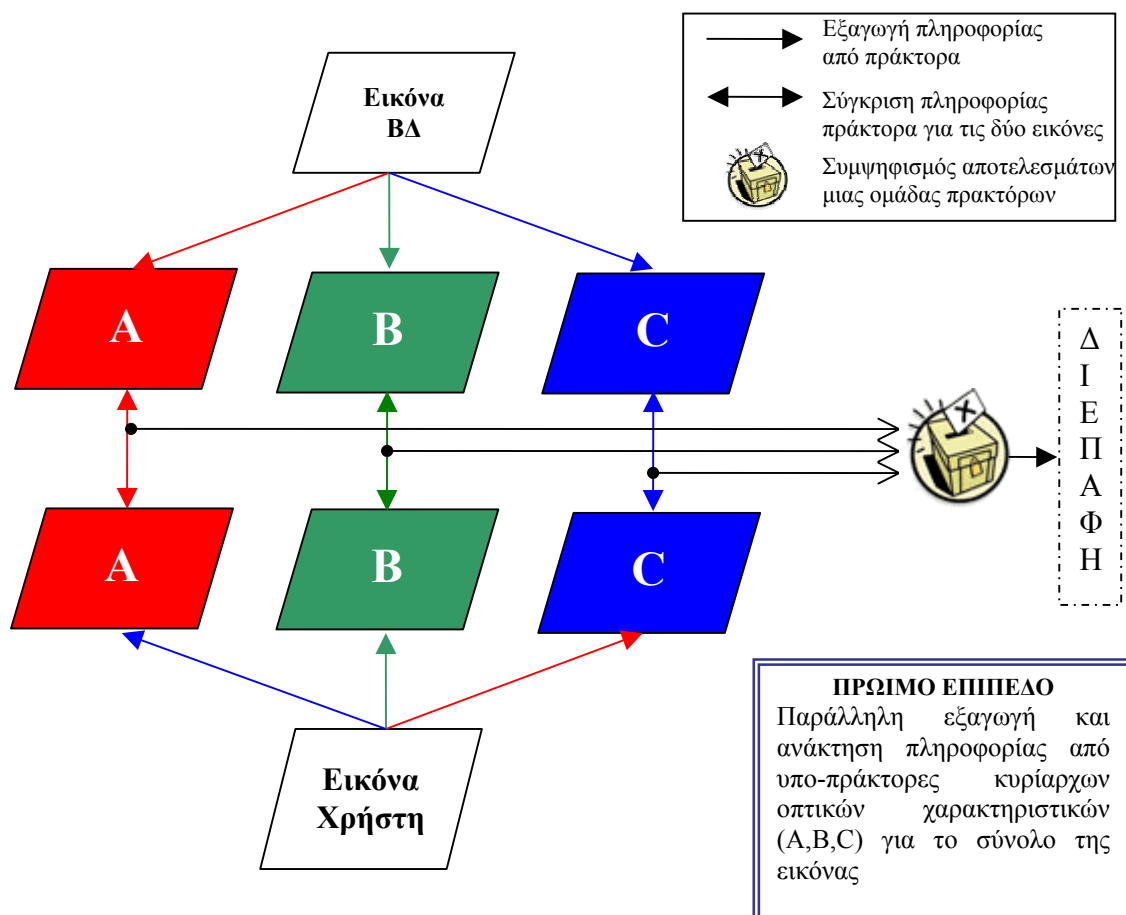 Εικόνα
ΒΔ
Εξαγωγή πληροφορίας
από πράκτορα
Σύγκριση πληροφορίας
πράκτορα για τις δύο εικόνες
Συμψηφισμός αποτελεσμάτων
μιας ομάδας πρακτόρων
A
B
C
Δ
Ι
Ε
Π
Α
Φ
Η
A
B
C
Εικόνα
Χρήστη
ΠΡΩΙΜΟ ΕΠΙΠΕΔΟ
Παράλληλη εξαγωγή και
ανάκτηση πληροφορίας από
υπο-πράκτορες κυρίαρχων
οπτικών χαρακτηριστικών
(A,B,C) για το σύνολο της
εικόνας